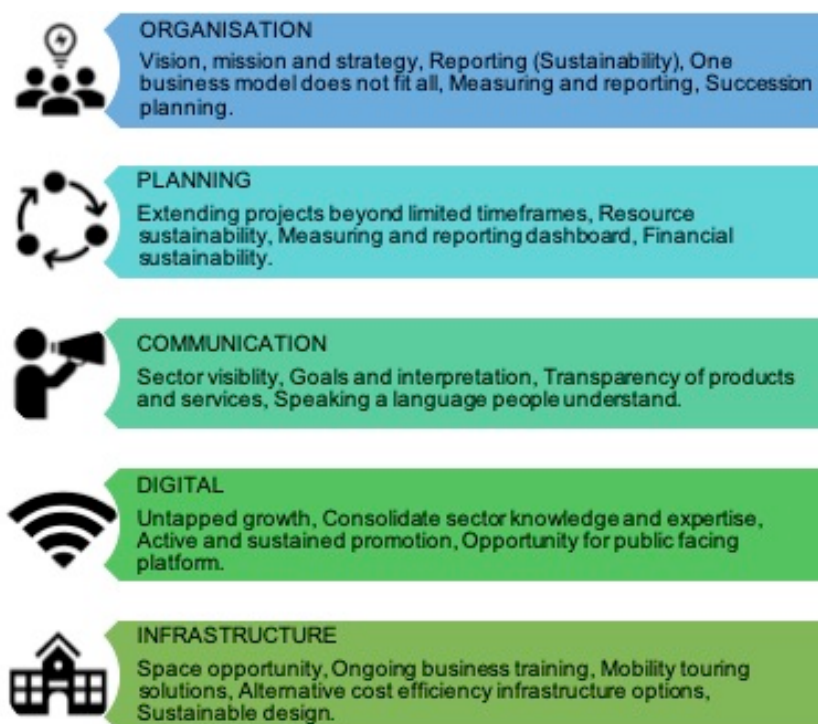 ORGANISATION
Vision, mission and strategy, Reporting (Sustainability), One
business model does not fit all, Measuring and reporting, Succession
planning.
PLANNING
Extending projects beyond limited timeframes, Resource
sustainability, Measuring and reporting dashboard, Financial
sustainability.
COMMUNICATION
Sector visiblity, Goals and interpretation, Transparency of products
and services, Speaking a language people understand.
DIGITAL
Untapped growth, Consolidate sector knowledge and expertise,
Active and sustained promotion, Opportunity for public facing
platform.
INFRASTRUCTURE
Space opportunity, Ongoing business training, Mobility touring
solutions, Alternative cost efficiency infrastructure options,
Sustainable design.